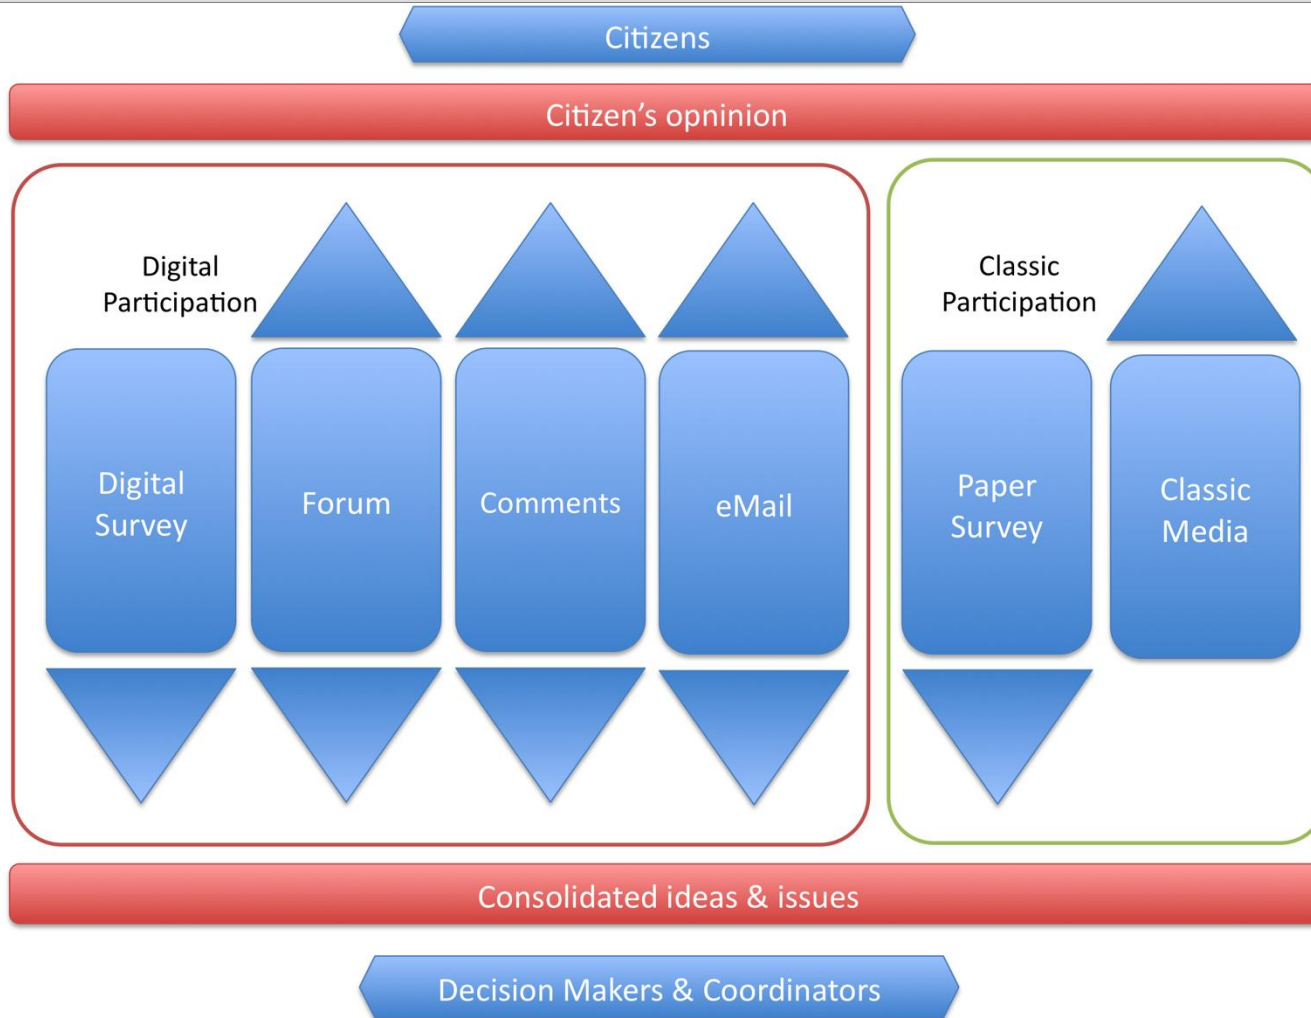 Citizens
Citizen's opninion
Digital
Participation
Classic
Participation
Digital
Survey
Forum
Comments
eMail
Paper
Survey
Classic
Media
Consolidated ideas & issues
Decision Makers & Coordinators